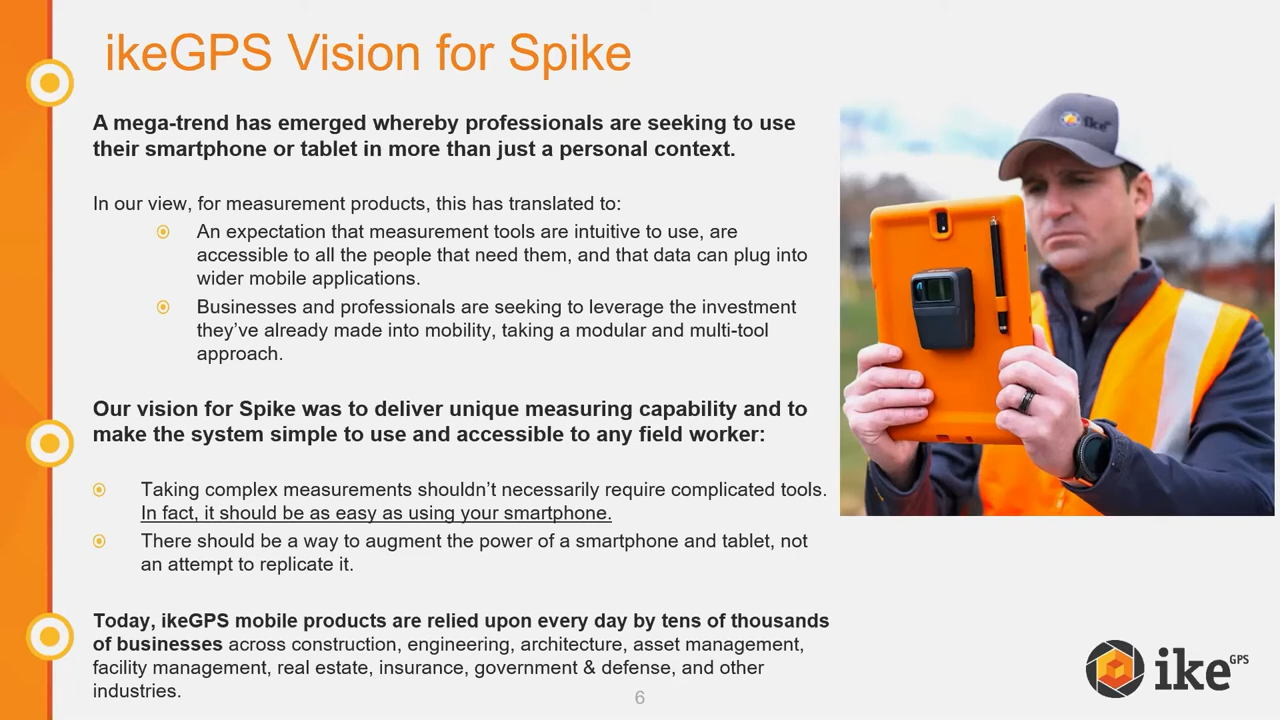 ikeGPS Vision for Spike
A mega-trend has emerged whereby professionals are seeking to use
their smartphone or tablet in more than just a personal context.
In our view, for measurement products, this has translated to:
An expectation that measurement tools are intuitive to use, are
accessible to all the people that need them, and that data can plug into
wider mobile applications.
Businesses and professionals are seeking to leverage the investment
they’ve already made into mobility, taking a modular and multi-tool
approach.
Our vision for Spike was to deliver unique measuring capability and to
make the system simple to use and accessible to any field worker:
Taking complex measurements shouldn’t necessarily require complicated tools.
In fact, it should be as easy as using your smartphone.
There should be a way to augment the power of a smartphone and tablet, not
an attempt to replicate it.
Today, ikeGPS mobile products are relied upon every day by tens of thousands
of businesses across construction, engineering, architecture, asset management,
facility management, real estate, insurance, government & defense, and other
industries.
6
ike
ike GPS